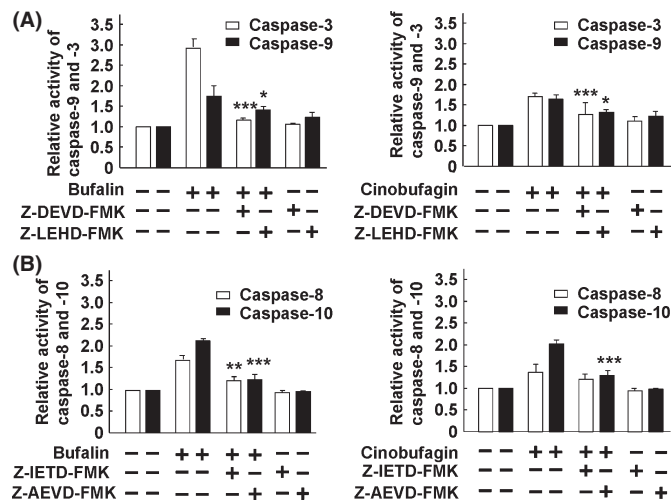 (A)
Relative activity of
caspase-9 and -3
3.5
3.0
2.5
2.0
1.5
1.0
0.5
0
Caspase-3
Caspase-9
*** *
Bufalin − − + + + + − −
Z-DEVD-FMK − − − − + − + −
Z-LEHD-FMK − − − − − + − +
Relative activity of
caspase-9 and -3
3.5
3.0
2.5
2.0
1.5
1.0
0.5
0
Caspase-3
Caspase-9
*** *
Cinobufagin − − + + + + − −
Z-DEVD-FMK − − − − + − + −
Z-LEHD-FMK − − − − − + − +
(B)
Relative activity of
caspase-8 and -10
3.5
3.0
2.5
2.0
1.5
1.0
0.5
0
Caspase-8
Caspase-10
** ***
Bufalin − − + + + + − −
Z-IETD-FMK − − − − + − + −
Z-AEVD-FMK − − − − − + − +
Relative activity of
caspase-8 and -10
3.5
3.0
2.5
2.0
1.5
1.0
0.5
0
Caspase-8
Caspase-10
***
Cinobufagin − − + + + + − −
Z-IETD-FMK − − − − + − + −
Z-AEVD-FMK − − − − − + − +